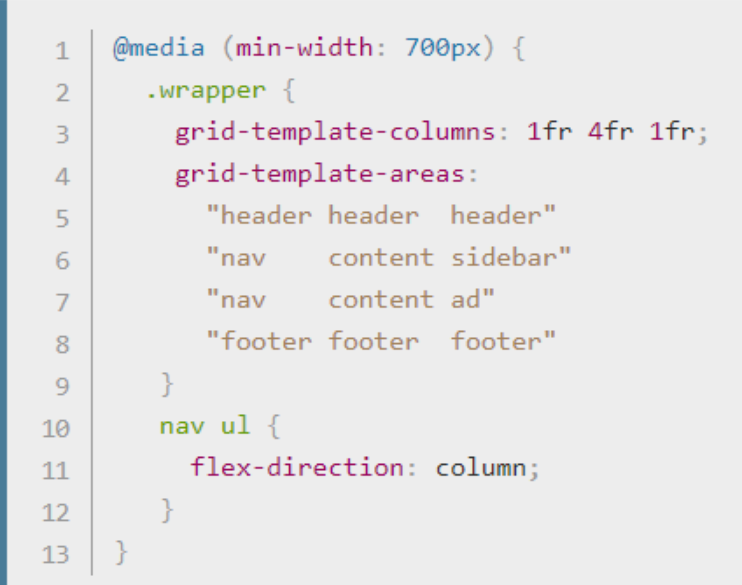 1 @media (min-width: 700px) {
2   .wrapper {
3     grid-template-columns: 1fr 4fr 1fr;
4     grid-template-areas:
5       "header header  header"
6       "nav    content sidebar"
7       "nav    content ad"
8       "footer footer  footer"
9    }
10    nav ul {
11      flex-direction: column;
12    }
13 }